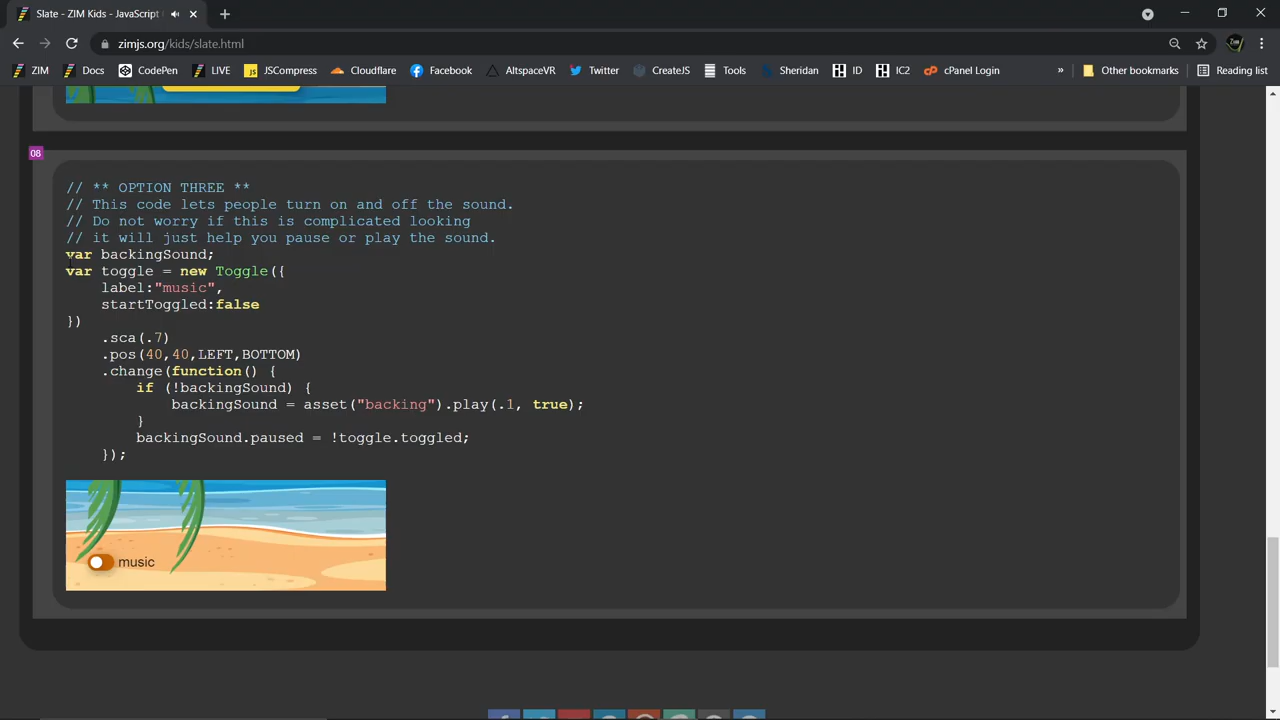 Slate - ZIM Kids - JavaScript
zimjs.org/kids/slate.html
ZIM Docs CodePen LIVE JSCompress Cloudflare Facebook AltspaceVR Twitter CreateJS Tools Sheridan ID IC2 cPanel Login » Other bookmarks Reading list
08
// ** OPTION THREE **
// This code lets people turn on and off the sound.
// Do not worry if this is complicated looking
// it will just help you pause or play the sound.
var backingSound;
var toggle = new Toggle({
label:"music",
startToggled:false
})
.sca(.7)
.pos(40,40,LEFT,BOTTOM)
.change(function() {
if (!backingSound) {
backingSound = asset("backing").play(.1, true);
}
backingSound.paused = !toggle.toggled;
});
music